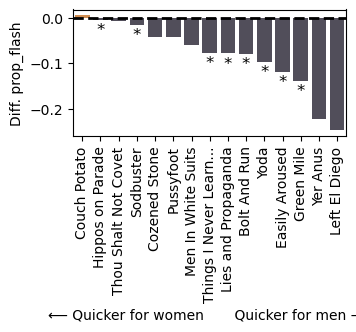 Diff. prop_flash
0.0
−0.1
−0.2
* * * * * * * *
Couch Potato
Hippos on Parade
Thou Shalt Not Covet
Sodbuster
Cozened Stone
Pussyfoot
Men In White Suits
Things I Never Learn...
Lies and Propaganda
Bolt And Run
Yoda
Easily Aroused
Green Mile
Yer Anus
Left El Diego
⟵ Quicker for women
Quicker for men